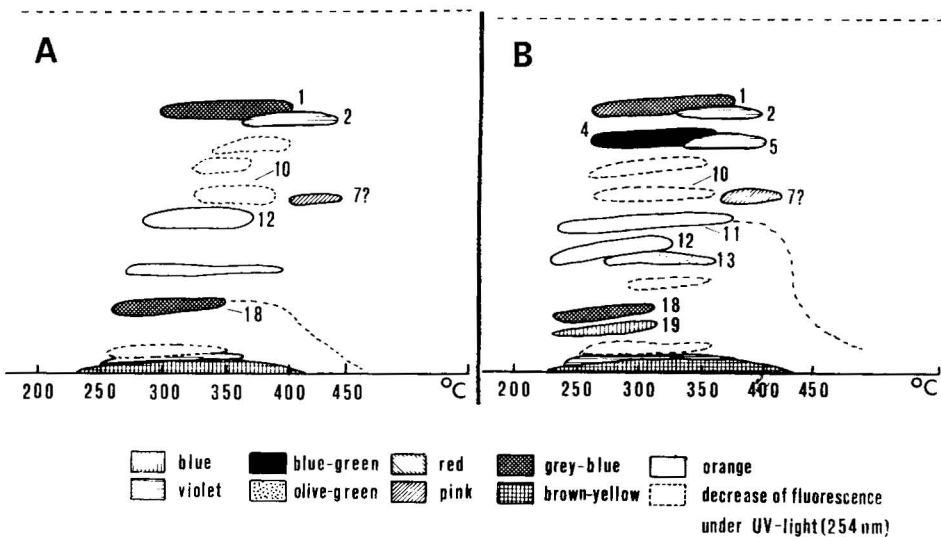 A
1
2
10
7?
12
18
200 250 300 350 400 450 °C
B
1
2
4
5
10
7?
11
12
13
18
19
200 250 300 350 400 450 °C
blue blue-green red grey-blue orange
violet olive-green pink brown-yellow decrease of fluorescence
under UV-light (254 nm)